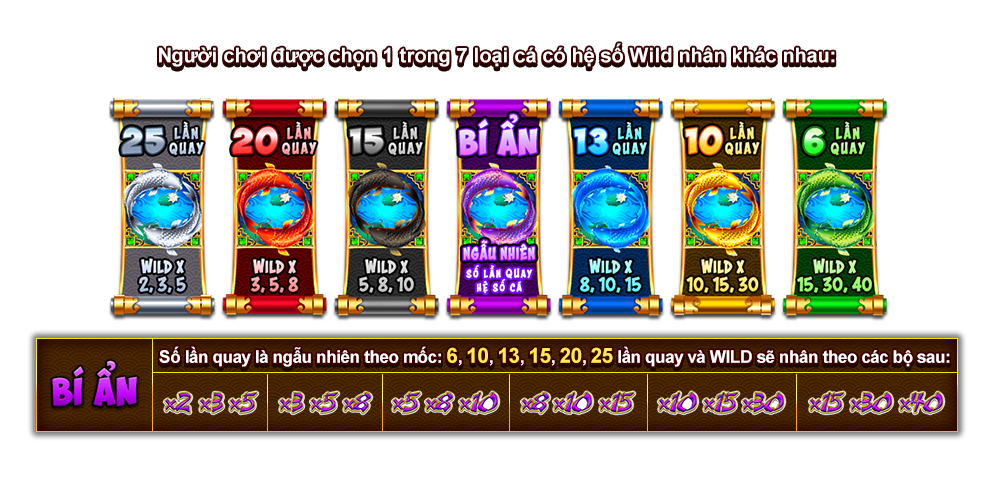 Người chơi được chọn 1 trong 7 loại cá có hệ số Wild nhân khác nhau:
25 LẦN QUAY
WILD X
2, 3, 5
20 LẦN QUAY
WILD X
3, 5, 8
15 LẦN QUAY
WILD X
5, 8, 10
BÍ ẨN
NGẪU NHIÊN
SỐ LẦN QUAY
HỆ SỐ CÁ
13 LẦN QUAY
WILD X
8, 10, 15
10 LẦN QUAY
WILD X
10, 15, 30
6 LẦN QUAY
WILD X
15, 30, 40
BÍ ẨN
Số lần quay là ngẫu nhiên theo mốc: 6, 10, 13, 15, 20, 25 lần quay và WILD sẽ nhân theo các bộ sau:
x2 x3 x5
x3 x5 x8
x5 x8 x10
x8 x10 x15
x10 x15 x30
x15 x30 x40